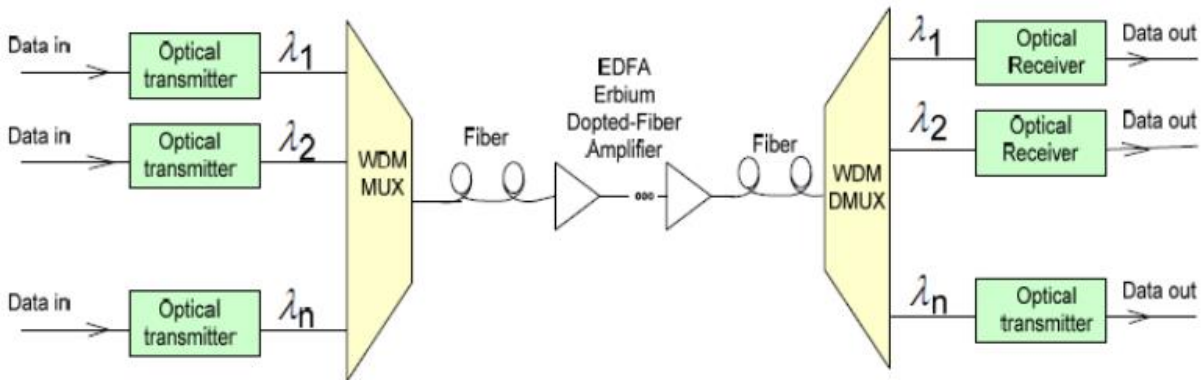 Data in
Optical
transmitter
λ1
Data in
Optical
transmitter
λ2
Data in
Optical
transmitter
λn
WDM
MUX
Fiber
EDFA
Erbium
Dopted-Fiber
Amplifier
Fiber
WDM
DMUX
λ1
Optical
Receiver
Data out
λ2
Optical
Receiver
Data out
λn
Optical
transmitter
Data out